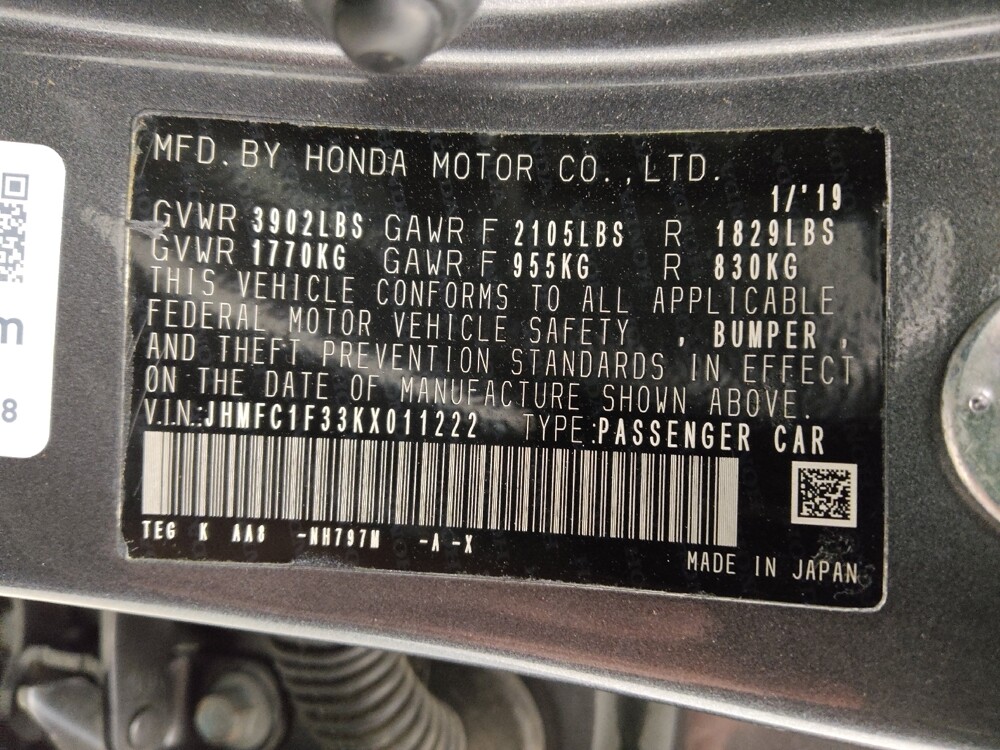 MFD. BY HONDA MOTOR CO., LTD.
1/'19
GVWR 3902LBS GAWR F 2105LBS R 1829LBS
GVWR 1770KG GAWR F 955KG R 830KG
THIS VEHICLE CONFORMS TO ALL APPLICABLE
FEDERAL MOTOR VEHICLE SAFETY , BUMPER ,
AND THEFT PREVENTION STANDARDS IN EFFECT
ON THE DATE OF MANUFACTURE SHOWN ABOVE.
V.I.N.:JHMFC1F33KX011222 TYPE:PASSENGER CAR
TEG K AA8 -NH797M -A -X
MADE IN JAPAN
m
8